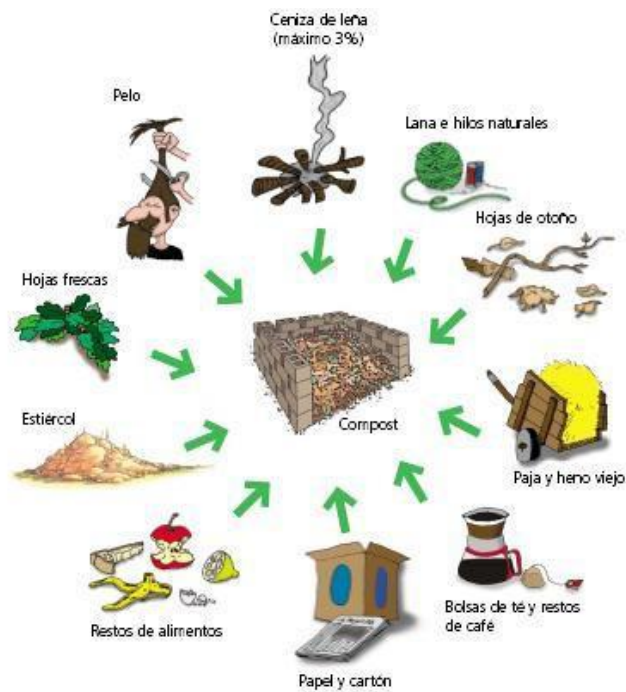 Ceniza de leña
(máximo 3%)
Pelo
Lana e hilos naturales
Hojas de otoño
Hojas frescas
Compost
Estiércol
Paja y heno viejo
Restos de alimentos
Bolsas de té y restos
de café
Papel y cartón